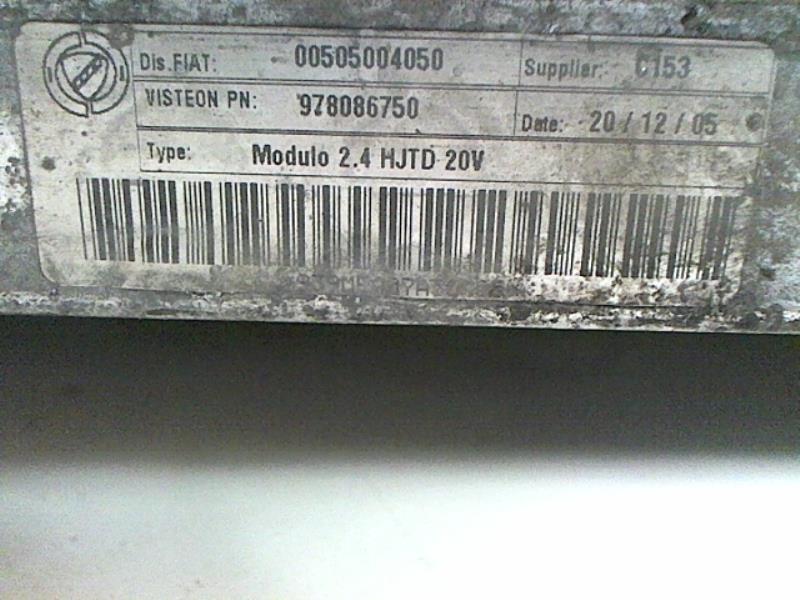 Dis.FIAT: 00505004050 Supplier: C153
VISTEON PN: 978086750 Date: 20/12/05
Type: Modulo 2.4 HJTD 20V